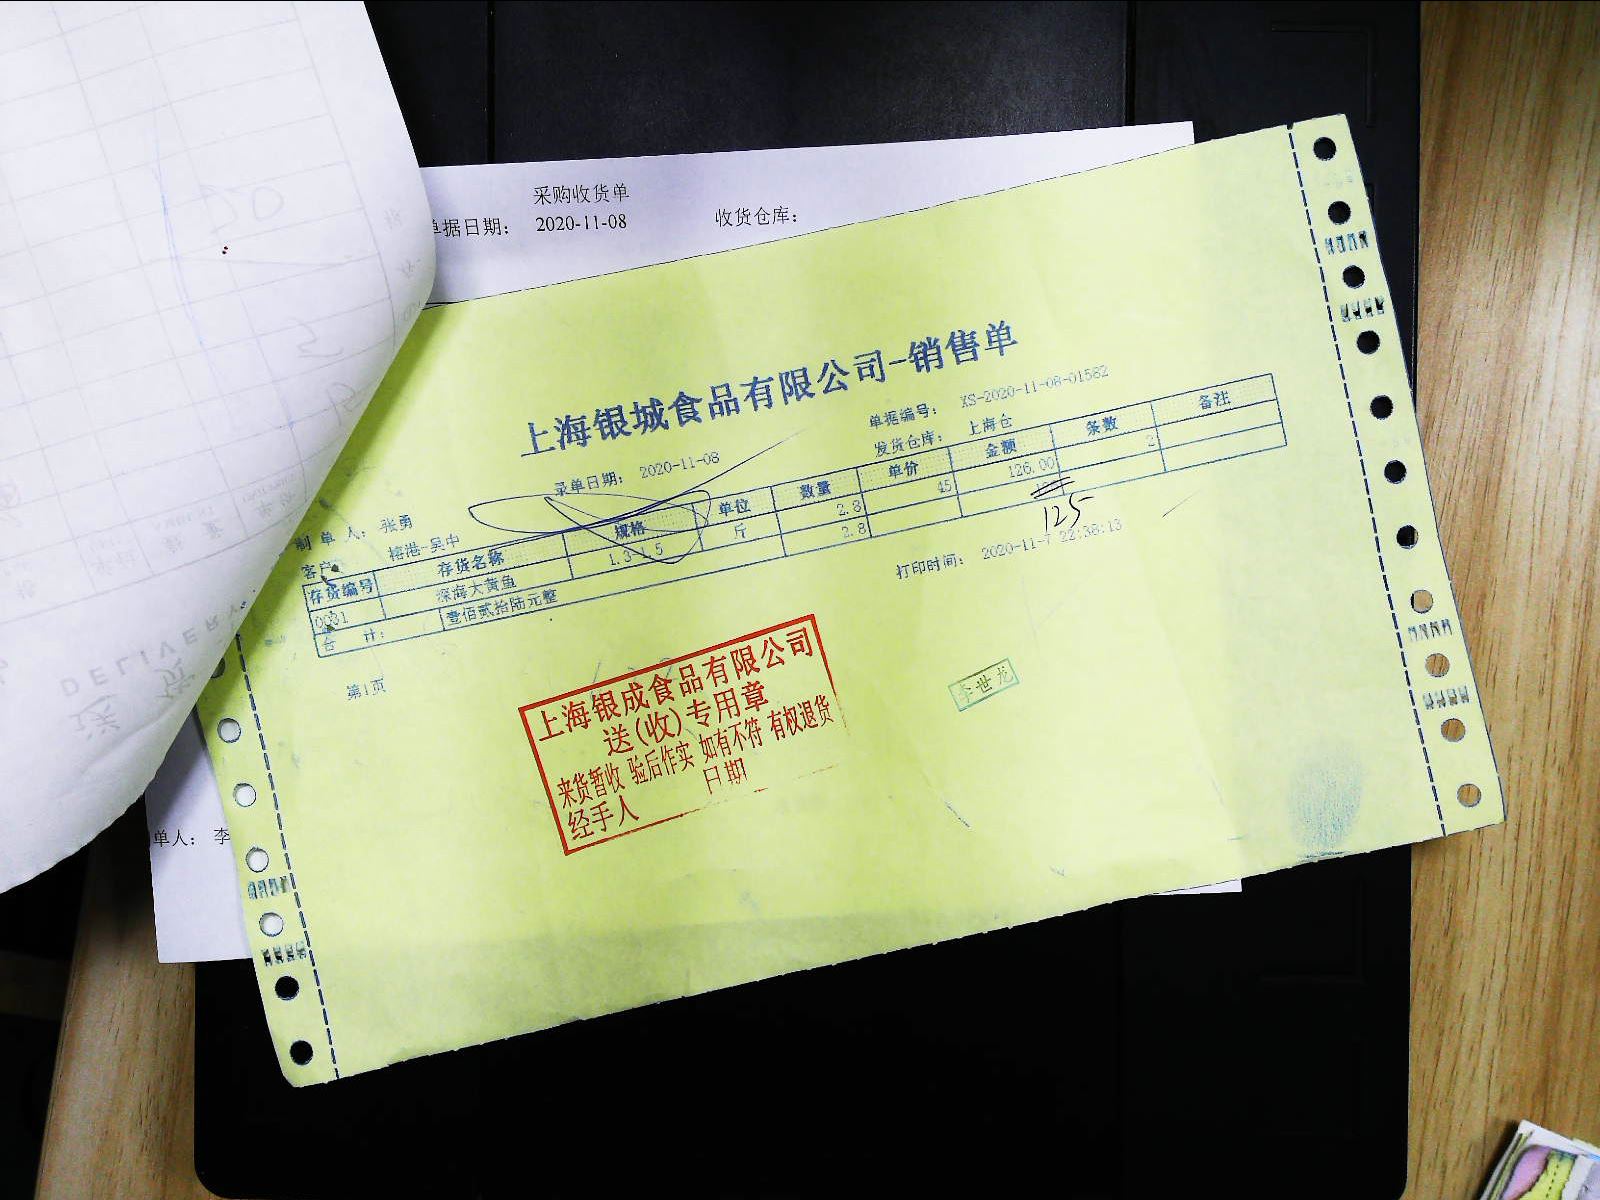 采购收货单
单据日期： 2020-11-08 收货仓库：
上海银城食品有限公司-销售单
单据编号： XS-2020-11-08-01582
录单日期： 2020-11-08 发货仓库： 上海仓
制 单 人： 张勇
客户： 榕港-吴中
存货编号 存货名称 规格 单位 数量 单价 金额 条数 备注
0031 深海大黄鱼 1.3-1.5 斤 2.8 45 126.00 2
合 计： 壹佰贰拾陆元整 2.8
125
第1页 打印时间： 2020-11-7 22:38:13
上海银成食品有限公司
送(收)专用章
来货暂收 验后作实 如有不符 有权退货
经手人 日期
李世龙
单人： 李
DELIVERY